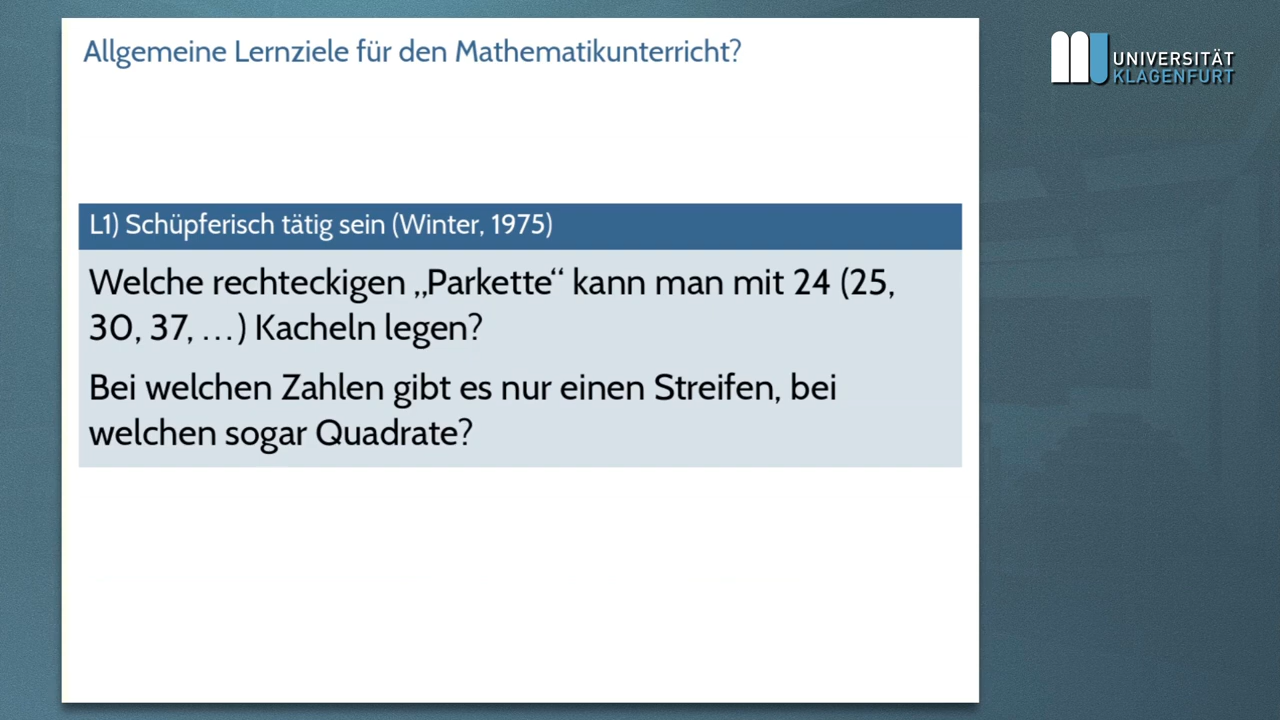 Allgemeine Lernziele für den Mathematikunterricht?
UNIVERSITÄT
KLAGENFURT
L1) Schüpferisch tätig sein (Winter, 1975)
Welche rechteckigen „Parkette“ kann man mit 24 (25,
30, 37, …) Kacheln legen?
Bei welchen Zahlen gibt es nur einen Streifen, bei
welchen sogar Quadrate?